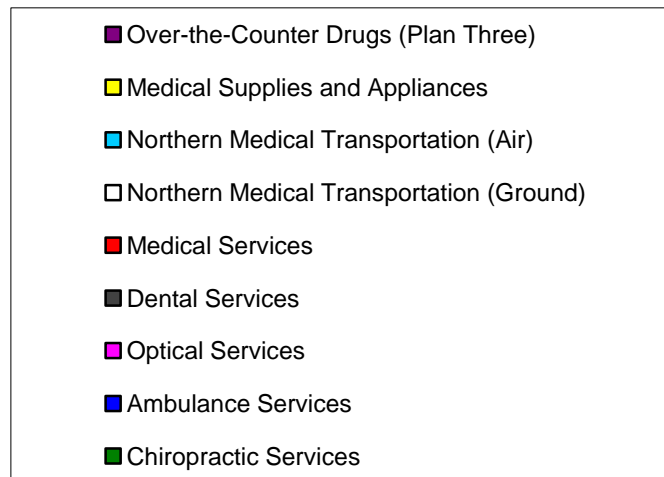 Over-the-Counter Drugs (Plan Three)
Medical Supplies and Appliances
Northern Medical Transportation (Air)
Northern Medical Transportation (Ground)
Medical Services
Dental Services
Optical Services
Ambulance Services
Chiropractic Services